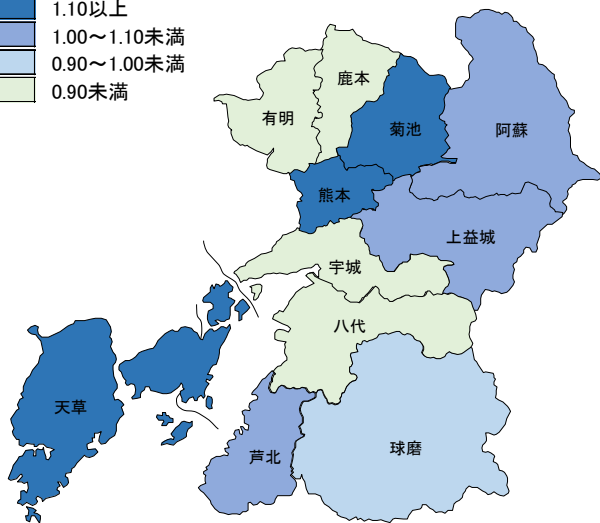 1.10以上
1.00～1.10未満
0.90～1.00未満
0.90未満
鹿本
有明
菊池
阿蘇
熊本
上益城
宇城
八代
天草
芦北
球磨